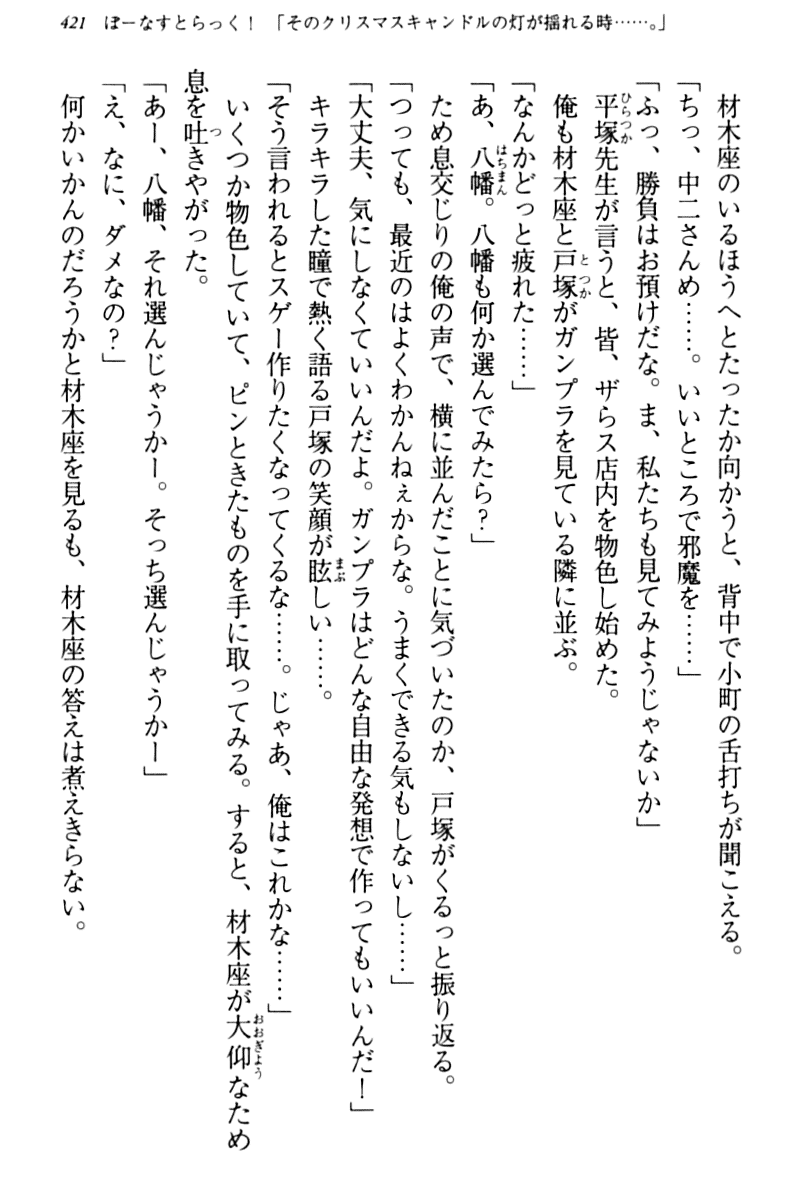 421 ぼーなすとらっく！ 「そのクリスマスキャンドルの灯が揺れる時……。」
材木座のいるほうへとたったか向かうと、背中で小町の舌打ちが聞こえる。
「ちっ、中二さんめ……。いいところで邪魔を……」
「ふっ、勝負はお預けだな。ま、私たちも見てみようじゃないか」
平塚先生が言うと、皆、ザらス店内を物色し始めた。
俺も材木座と戸塚がガンプラを見ている隣に並ぶ。
「なんかどっと疲れた……」
「あ、八幡。八幡も何か選んでみたら？」
ため息交じりの俺の声で、横に並んだことに気づいたのか、戸塚がくるっと振り返る。
「つっても、最近のはよくわかんねぇからな。うまくできる気もしないし……」
「大丈夫、気にしなくていいんだよ。ガンプラはどんな自由な発想で作ってもいいんだ！」
キラキラした瞳で熱く語る戸塚の笑顔が眩しい……。
「そう言われるとスゲー作りたくなってくるな……。じゃあ、俺はこれかな……」
いくつか物色していて、ピンときたものを手に取ってみる。すると、材木座が大仰なため
息を吐きやがった。
「あー、八幡、それ選んじゃうかー。そっち選んじゃうかー」
「え、なに、ダメなの？」
何かいかんのだろうかと材木座を見るも、材木座の答えは煮えきらない。